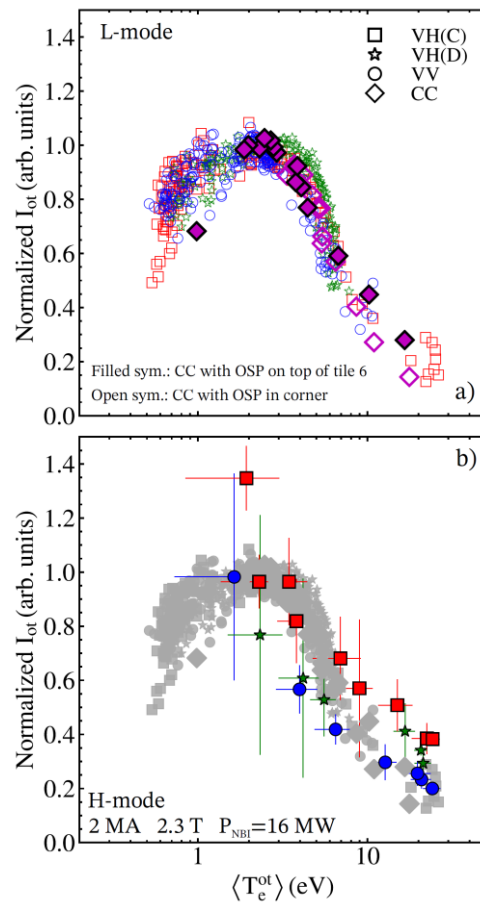 L-mode
VH(C)
VH(D)
VV
CC
1.4
1.2
1.0
0.8
0.6
0.4
0.2
0.0
Normalized I_ot (arb. units)
Filled sym.: CC with OSP on top of tile 6
Open sym.: CC with OSP in corner
a)
b)
1.4
1.2
1.0
0.8
0.6
0.4
0.2
0.0
Normalized I_ot (arb. units)
H-mode
2 MA 2.3 T P_NBI=16 MW
1 10
⟨T_e^ot⟩ (eV)